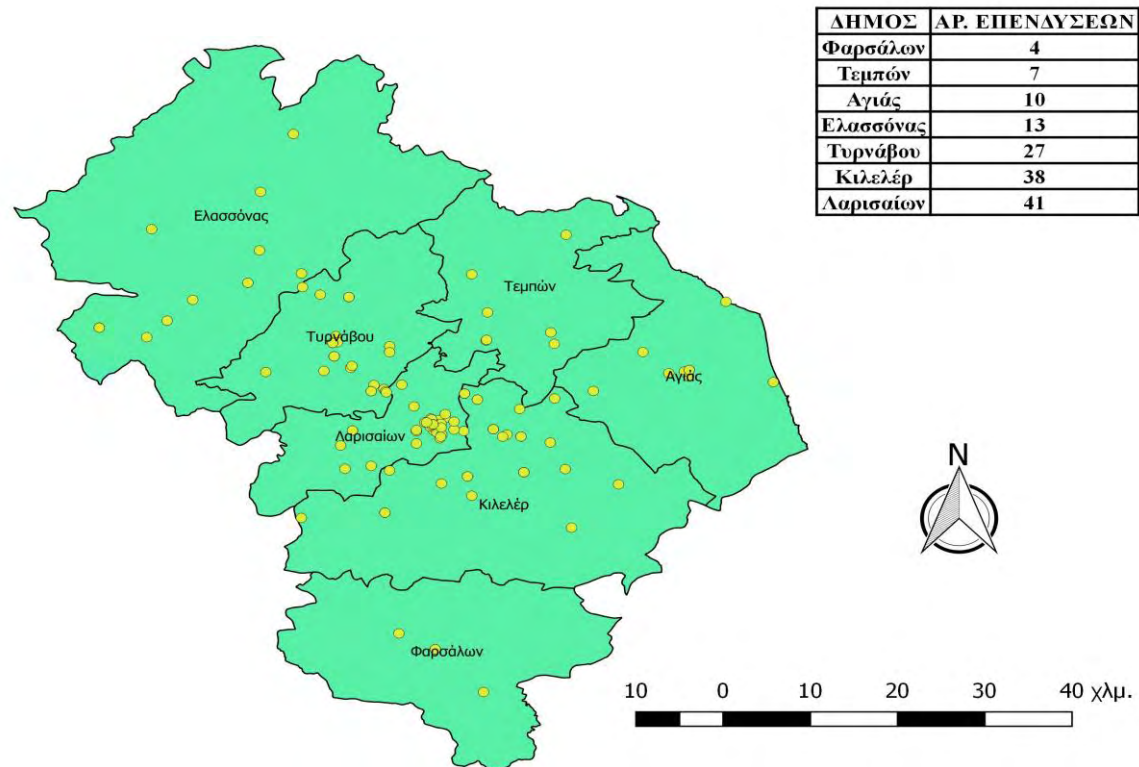 ΔΗΜΟΣ ΑΡ. ΕΠΕΝΔΥΣΕΩΝ
Φαρσάλων 4
Τεμπών 7
Αγιάς 10
Ελασσόνας 13
Τυρνάβου 27
Κιλελέρ 38
Λαρισαίων 41
Ελασσόνας
Τεμπών
Τυρνάβου
Αγιάς
Λαρισαίων
Κιλελέρ
Φαρσάλων
N
10 0 10 20 30 40 χλμ.